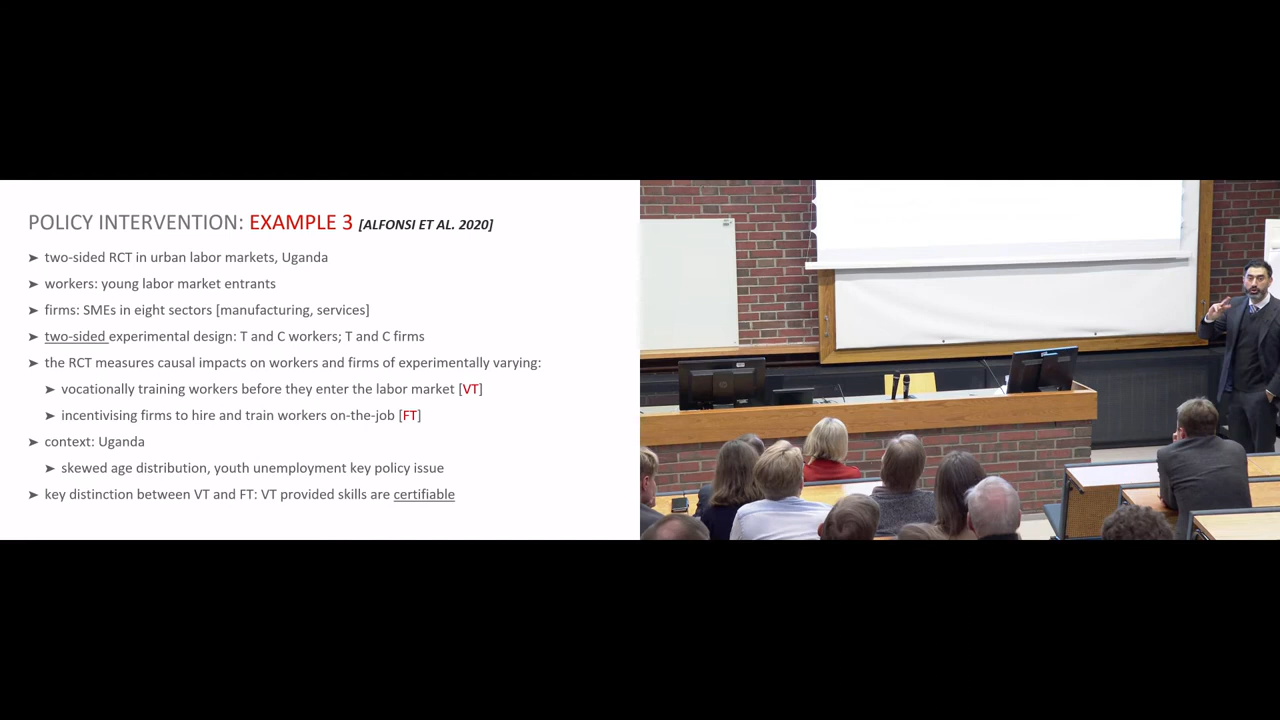 POLICY INTERVENTION: EXAMPLE 3 [ALFONSI ET AL. 2020]
➤ two-sided RCT in urban labor markets, Uganda
➤ workers: young labor market entrants
➤ firms: SMEs in eight sectors [manufacturing, services]
➤ two-sided experimental design: T and C workers; T and C firms
➤ the RCT measures causal impacts on workers and firms of experimentally varying:
➤ vocationally training workers before they enter the labor market [VT]
➤ incentivising firms to hire and train workers on-the-job [FT]
➤ context: Uganda
➤ skewed age distribution, youth unemployment key policy issue
➤ key distinction between VT and FT: VT provided skills are certifiable